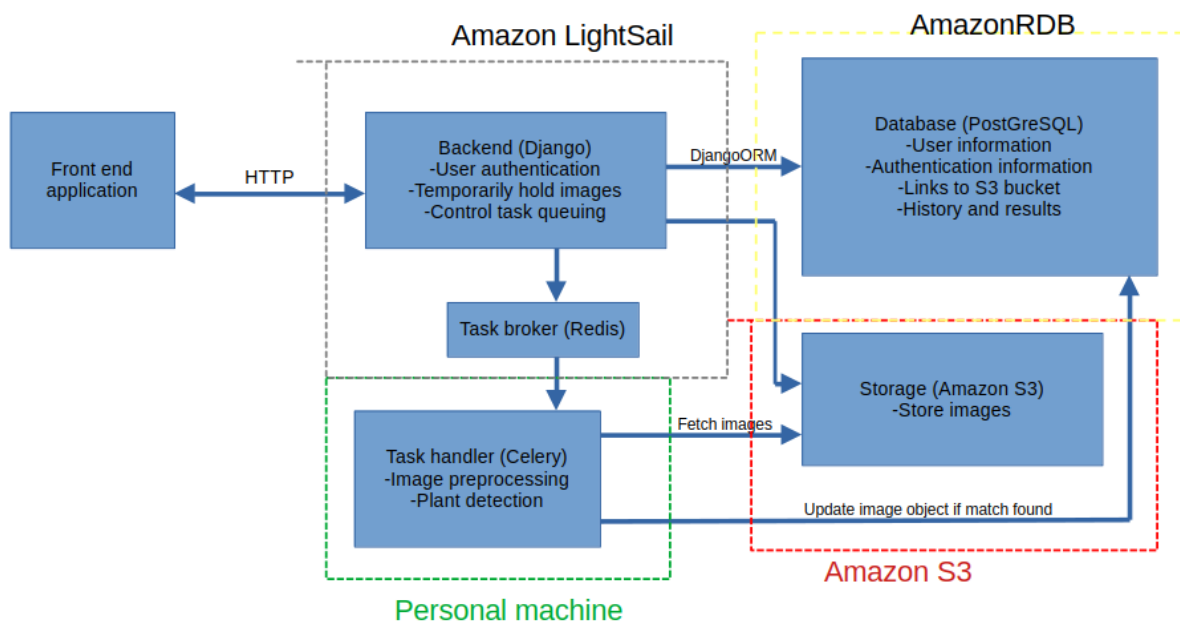 Amazon LightSail
AmazonRDB
Front end
application
HTTP
Backend (Django)
-User authentication
-Temporarily hold images
-Control task queuing
DjangoORM
Database (PostGreSQL)
-User information
-Authentication information
-Links to S3 bucket
-History and results
Task broker (Redis)
Storage (Amazon S3)
-Store images
Fetch images
Task handler (Celery)
-Image preprocessing
-Plant detection
Update image object if match found
Amazon S3
Personal machine